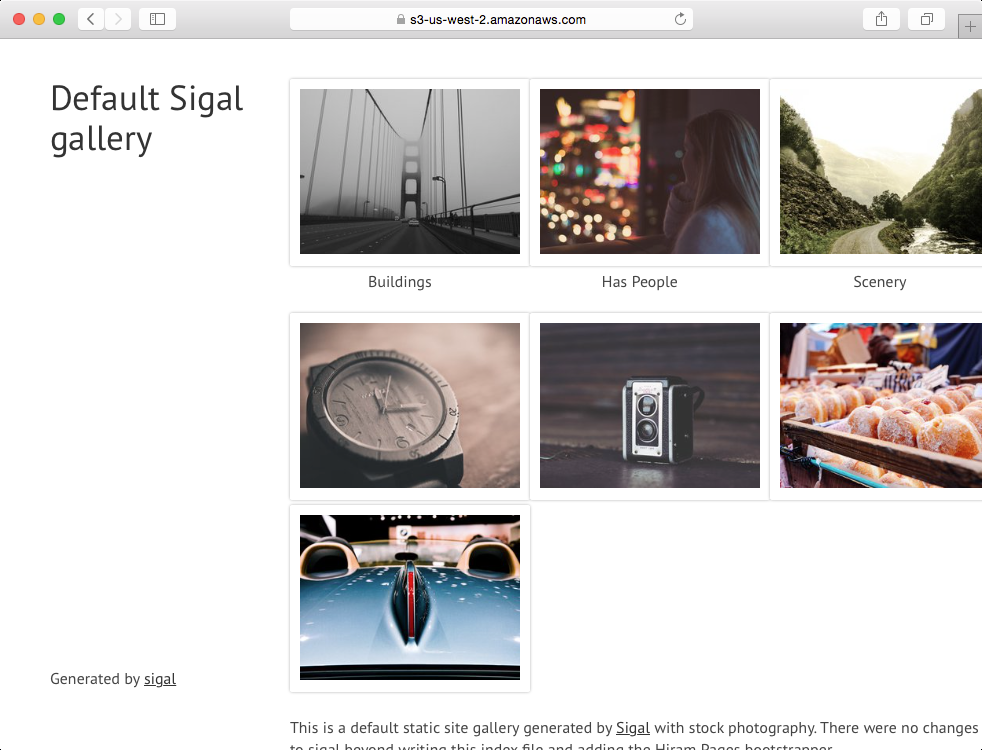 s3-us-west-2.amazonaws.com
Default Sigal
gallery
Buildings
Has People
Scenery
Generated by sigal
This is a default static site gallery generated by Sigal with stock photography. There were no changes
to sigal beyond writing this index file and adding the Hiram Pages bootstrapper.